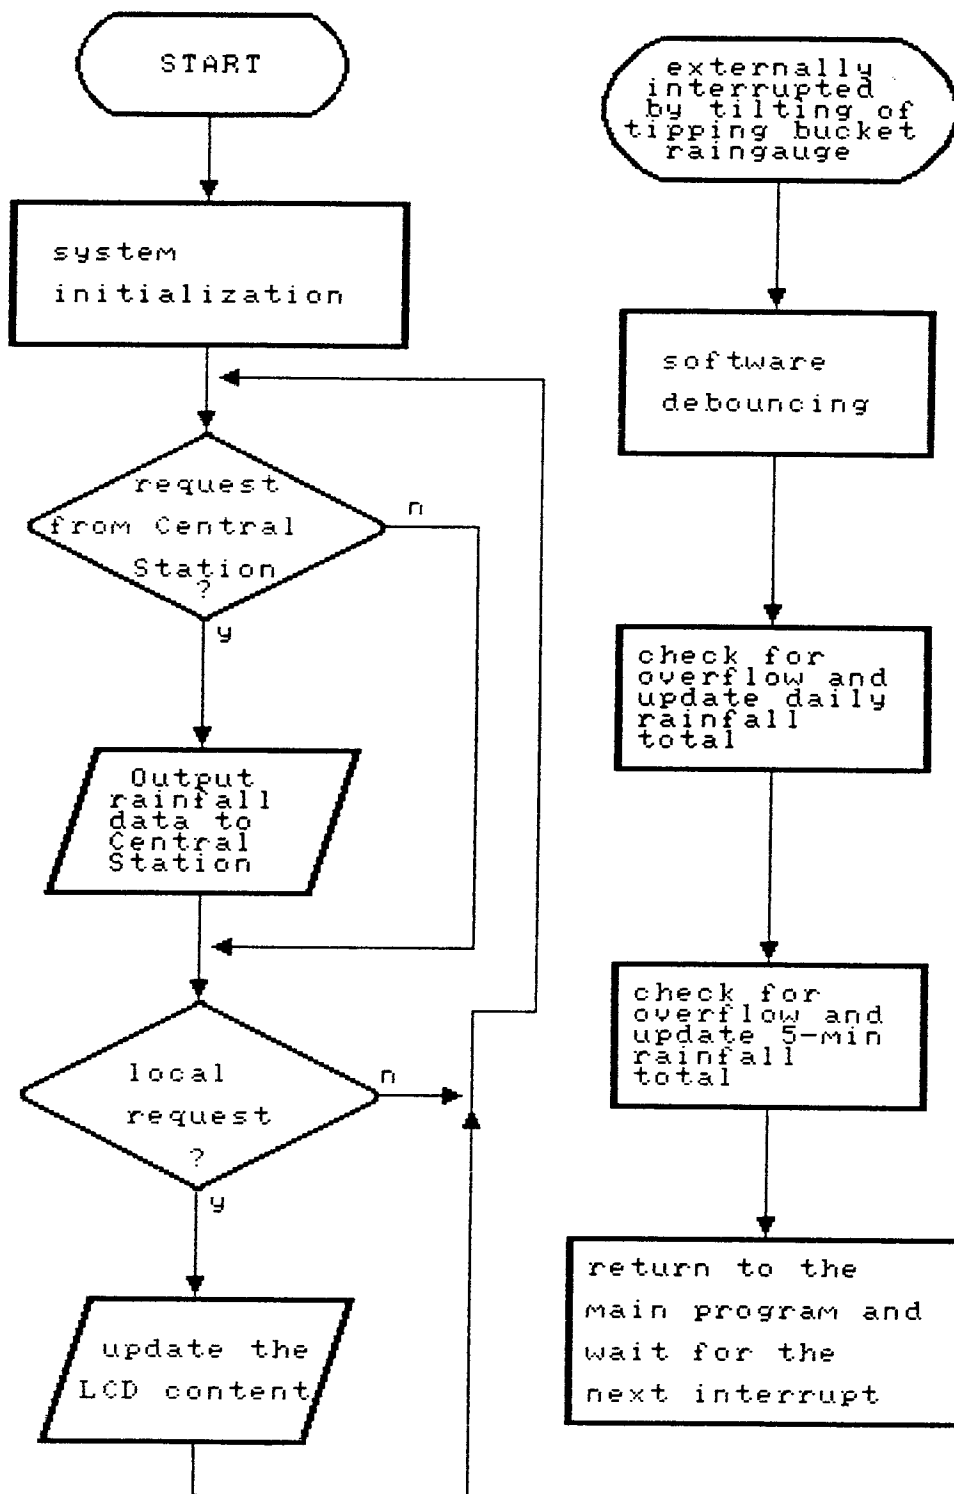 START
system
initialization
request
from Central
Station
?
n
y
Output
rainfall
data to
Central
Station
local
request
?
n
y
update the
LCD content
externally
interrupted
by tilting of
tipping bucket
raingauge
software
debouncing
check for
overflow and
update daily
rainfall
total
check for
overflow and
update 5-min
rainfall
total
return to the
main program and
wait for the
next interrupt